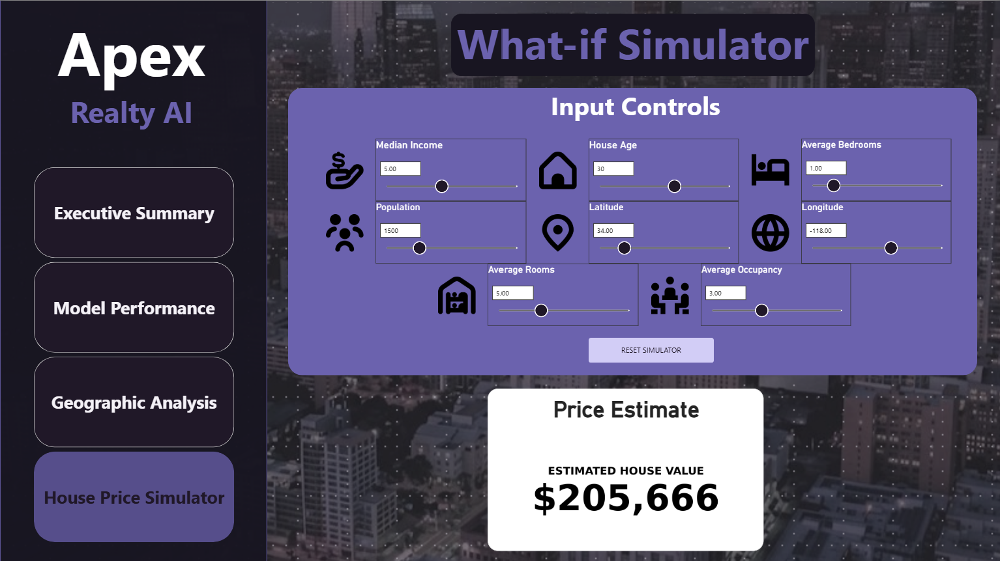 Apex
Realty AI
Executive Summary
Model Performance
Geographic Analysis
House Price Simulator
What-if Simulator
Input Controls
Median Income
5.00
House Age
30
Average Bedrooms
1.00
Population
1500
Latitude
34.00
Longitude
-118.00
Average Rooms
5.00
Average Occupancy
3.00
RESET SIMULATOR
Price Estimate
ESTIMATED HOUSE VALUE
$205,666